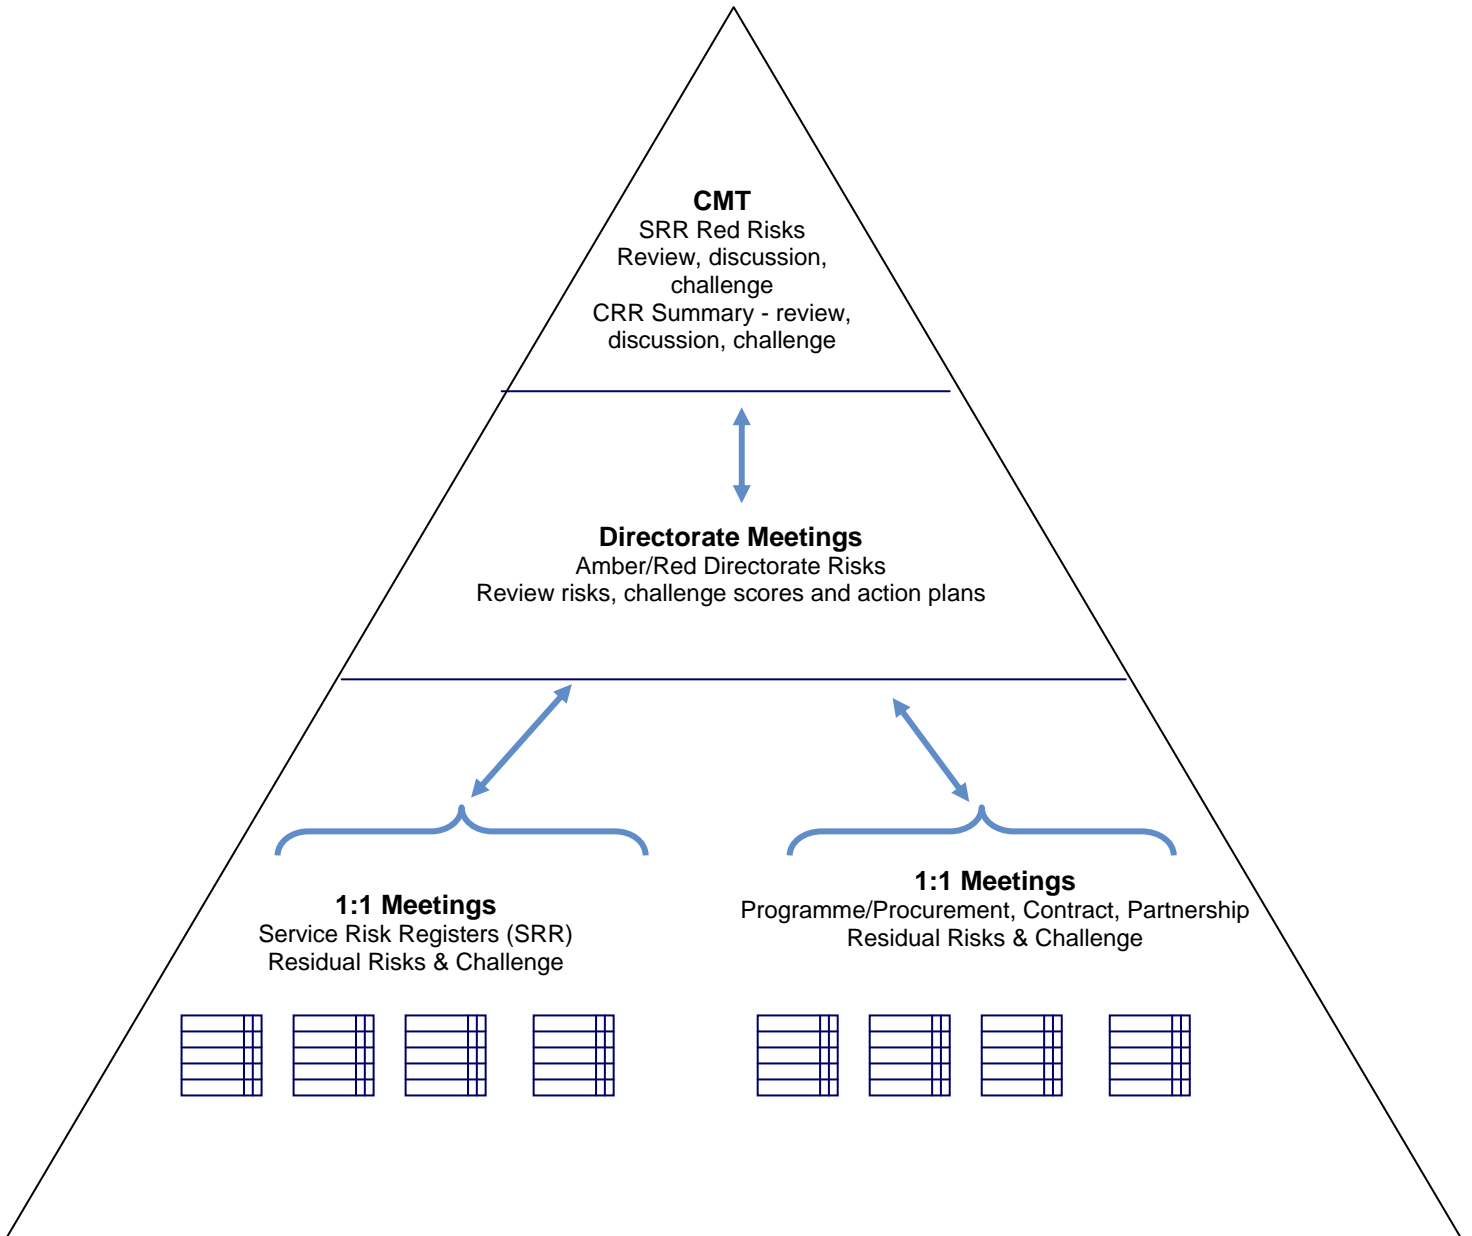 CMT
SRR Red Risks
Review, discussion,
challenge
CRR Summary - review,
discussion, challenge
Directorate Meetings
Amber/Red Directorate Risks
Review risks, challenge scores and action plans
1:1 Meetings
Service Risk Registers (SRR)
Residual Risks & Challenge
1:1 Meetings
Programme/Procurement, Contract, Partnership
Residual Risks & Challenge